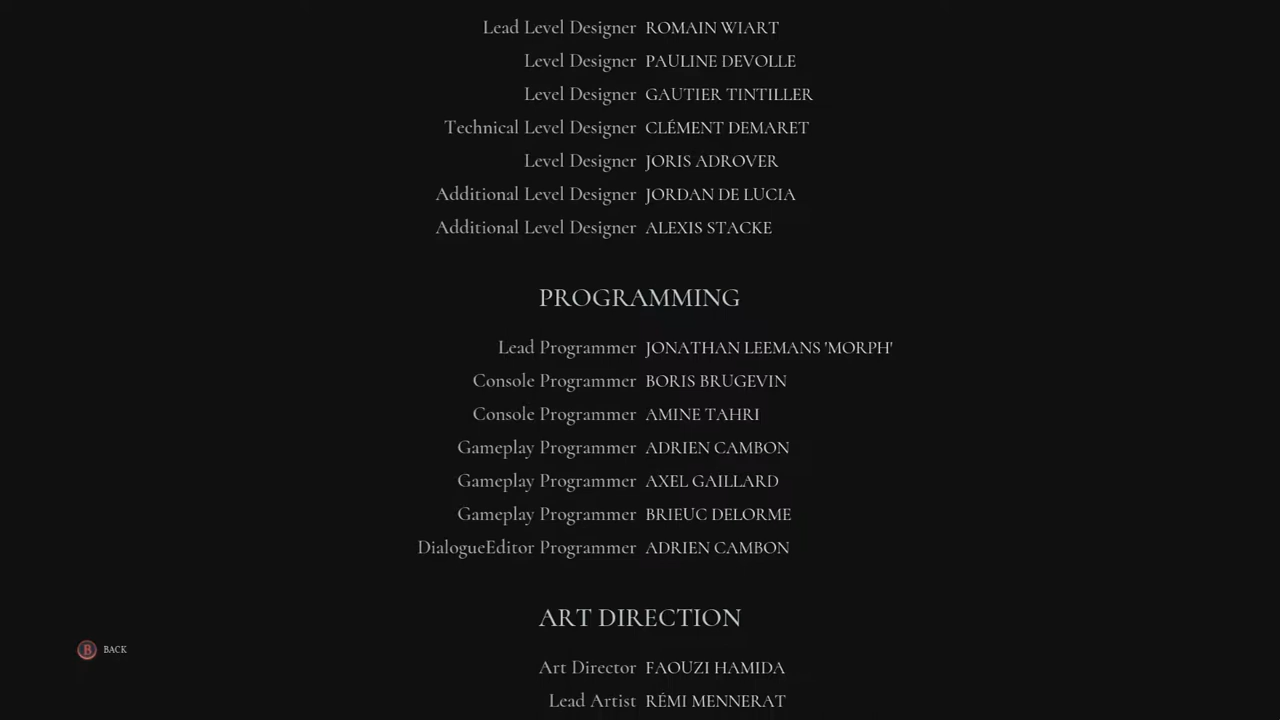 Lead Level Designer ROMAIN WIART
Level Designer PAULINE DEVOLLE
Level Designer GAUTIER TINTILLER
Technical Level Designer CLÉMENT DEMARET
Level Designer JORIS ADROVER
Additional Level Designer JORDAN DE LUCIA
Additional Level Designer ALEXIS STACKE
PROGRAMMING
Lead Programmer JONATHAN LEEMANS 'MORPH'
Console Programmer BORIS BRUGEVIN
Console Programmer AMINE TAHRI
Gameplay Programmer ADRIEN CAMBON
Gameplay Programmer AXEL GAILLARD
Gameplay Programmer BRIEUC DELORME
DialogueEditor Programmer ADRIEN CAMBON
ART DIRECTION
B BACK
Art Director FAOUZI HAMIDA
Lead Artist RÉMI MENNERAT